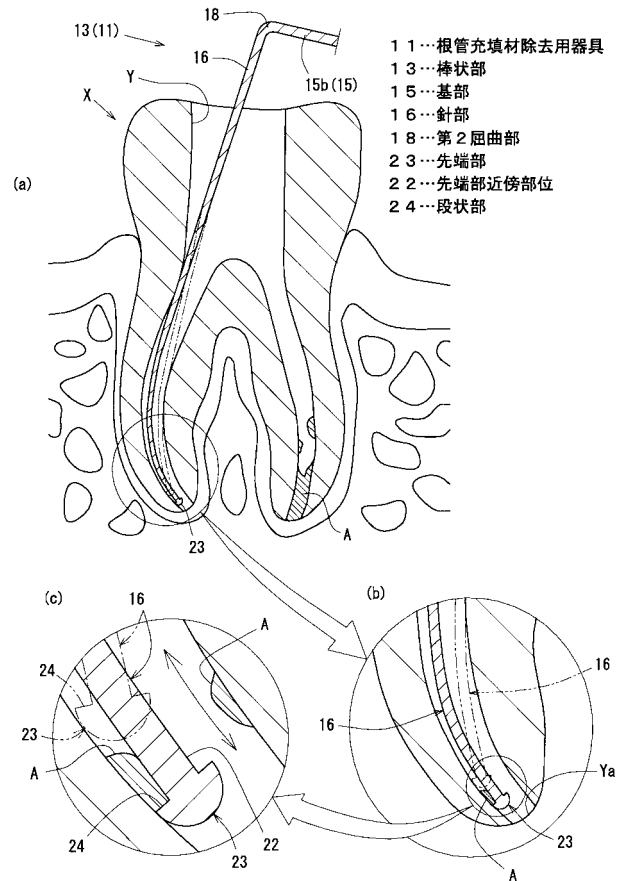 18
13(11)
16
15b(15)
Y
X
(a)
11…根管充填材除去用器具
13…棒状部
15…基部
16…針部
18…第2屈曲部
23…先端部
22…先端部近傍部位
24…段状部
A
23
(c)
16
A
24
23
A
24
22
23
(b)
16
16
Ya
23
A